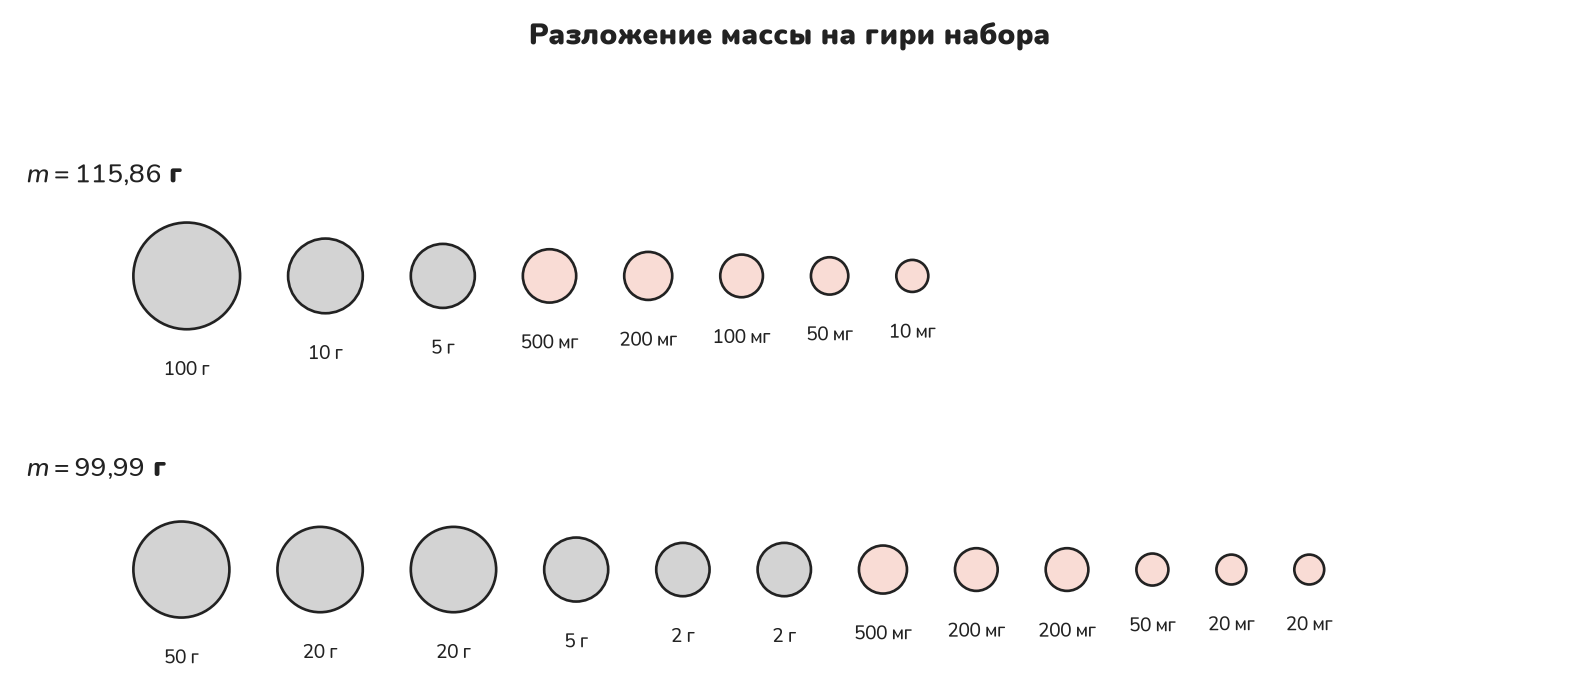 Разложение массы на гири набора
m = 115,86 г
100 г 10 г 5 г 500 мг 200 мг 100 мг 50 мг 10 мг
m = 99,99 г
50 г 20 г 20 г 5 г 2 г 2 г 500 мг 200 мг 200 мг 50 мг 20 мг 20 мг